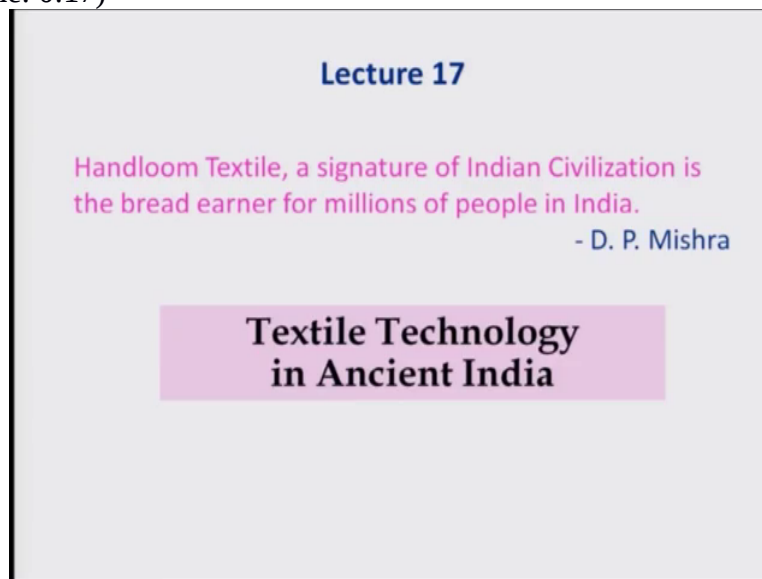 Lecture 17
Handloom Textile, a signature of Indian Civilization is
the bread earner for millions of people in India.
- D. P. Mishra
Textile Technology
in Ancient India